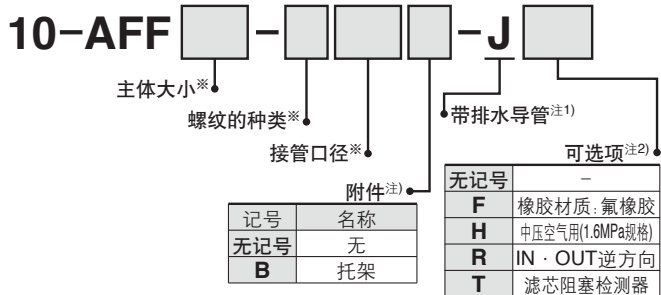 10-AFF - - J
主体大小※
螺纹的种类※
接管口径※
附件注)
带排水导管注1)
可选项注2)
记号 名称
无记号 无
B 托架
无记号 -
F 橡胶材质:氟橡胶
H 中压空气用(1.6MPa规格)
R IN · OUT逆方向
T 滤芯阻塞检测器